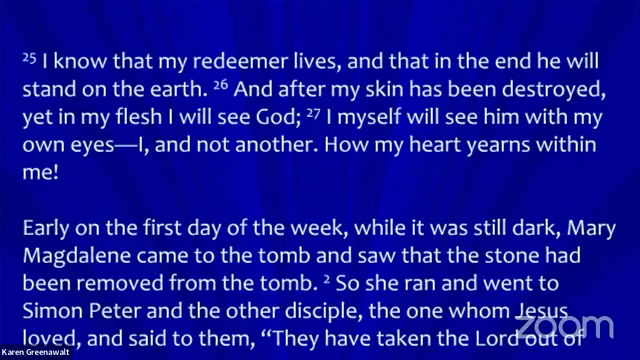 ²⁵ I know that my redeemer lives, and that in the end he will
stand on the earth. ²⁶ And after my skin has been destroyed,
yet in my flesh I will see God; ²⁷ I myself will see him with my
own eyes—I, and not another. How my heart yearns within
me!
Early on the first day of the week, while it was still dark, Mary
Magdalene came to the tomb and saw that the stone had
been removed from the tomb. ² So she ran and went to
Simon Peter and the other disciple, the one whom Jesus
loved, and said to them, “They have taken the Lord out of
zoom
Karen Greenawalt